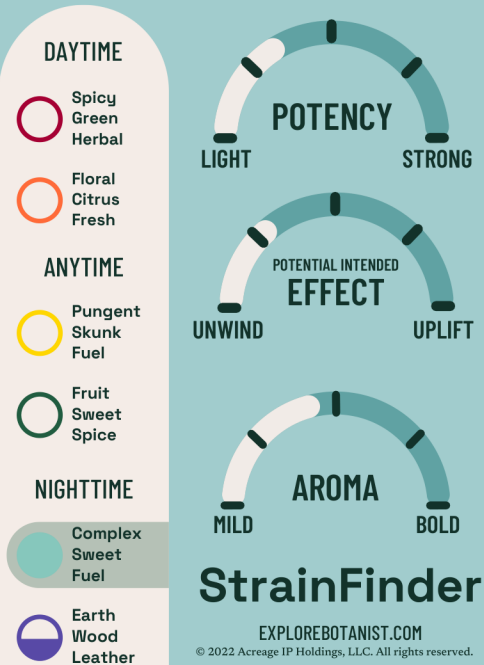 DAYTIME
Spicy
Green
Herbal
Floral
Citrus
Fresh
ANYTIME
Pungent
Skunk
Fuel
Fruit
Sweet
Spice
NIGHTTIME
Complex
Sweet
Fuel
Earth
Wood
Leather
POTENCY
LIGHT STRONG
POTENTIAL INTENDED
EFFECT
UNWIND UPLIFT
AROMA
MILD BOLD
StrainFinder
EXPLOREBOTANIST.COM
© 2022 Acreage IP Holdings, LLC. All rights reserved.